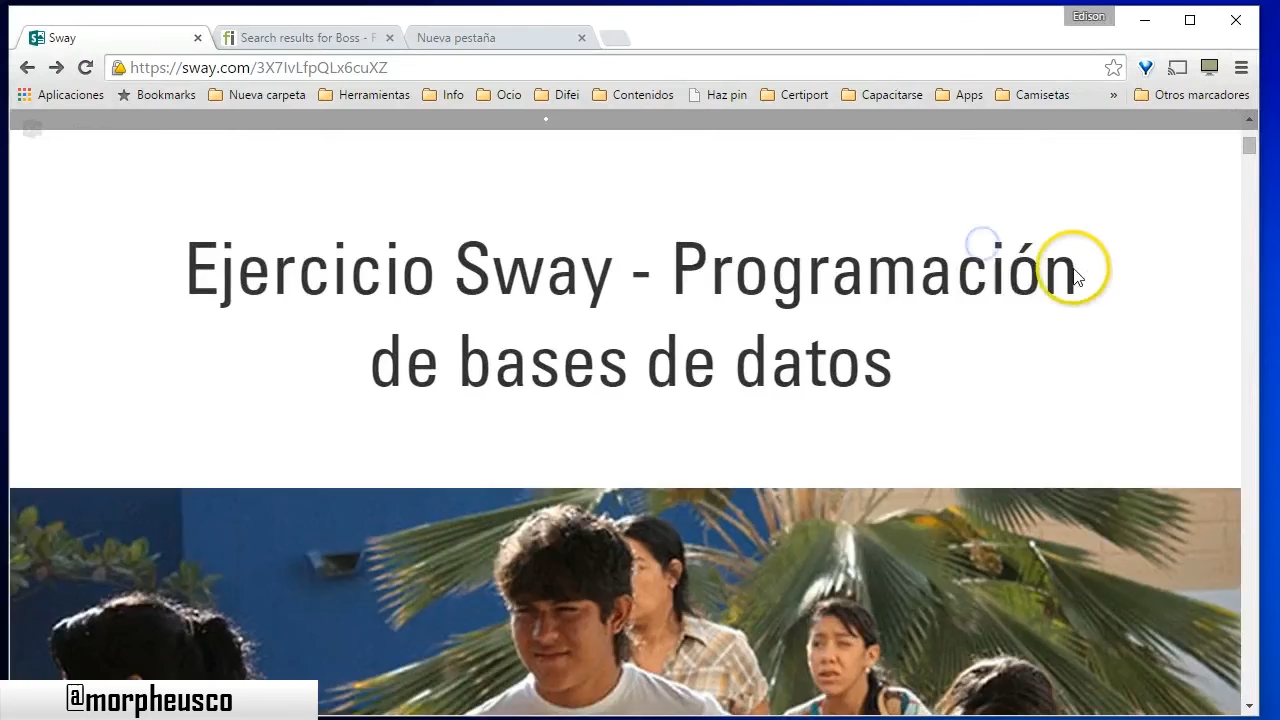 Edison
Sway
Search results for Boss - F
Nueva pestaña
https://sway.com/3X7IvLfpQLx6cuXZ
Aplicaciones Bookmarks Nueva carpeta Herramientas Info Ocio Difei Contenidos Haz pin Certiport Capacitarse Apps Camisetas » Otros marcadores
Ejercicio Sway - Programación
de bases de datos
@morpheusco